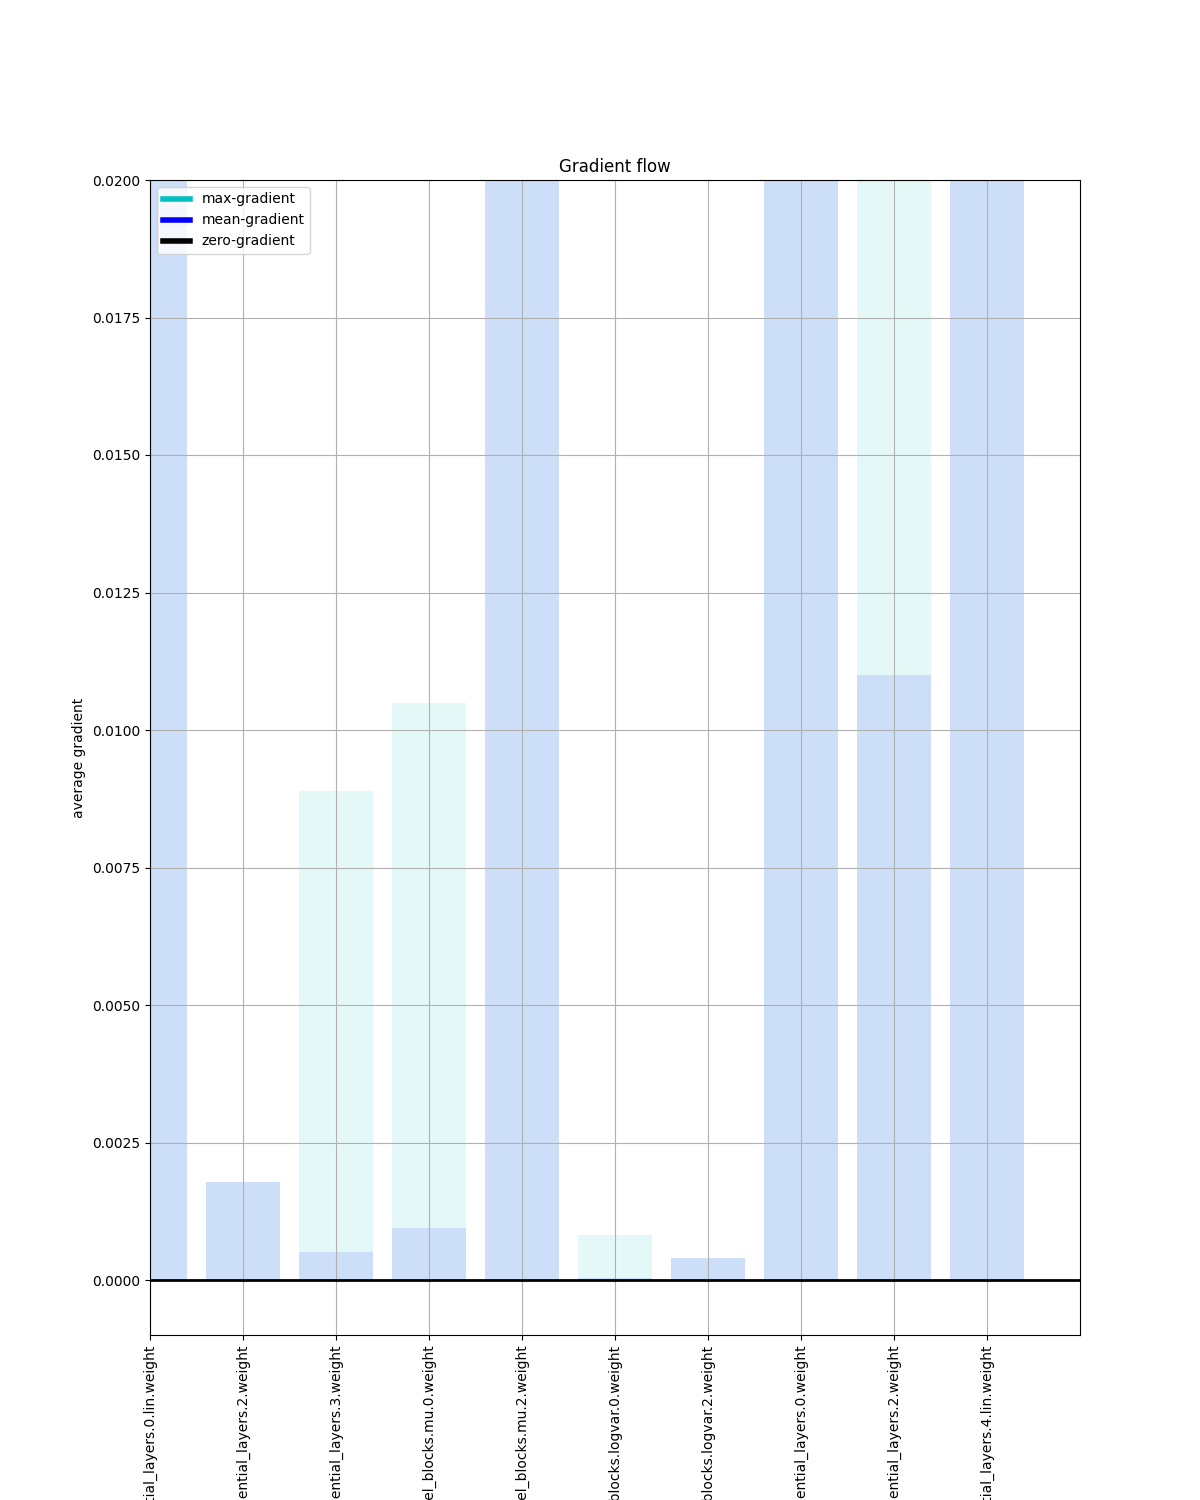 Gradient flow
max-gradient
mean-gradient
zero-gradient
0.0200
0.0175
0.0150
0.0125
0.0100
0.0075
0.0050
0.0025
0.0000
average gradient
tial_layers.0.lin.weight
ential_layers.2.weight
ential_layers.3.weight
el_blocks.mu.0.weight
el_blocks.mu.2.weight
blocks.logvar.0.weight
blocks.logvar.2.weight
ential_layers.0.weight
ential_layers.2.weight
tial_layers.4.lin.weight